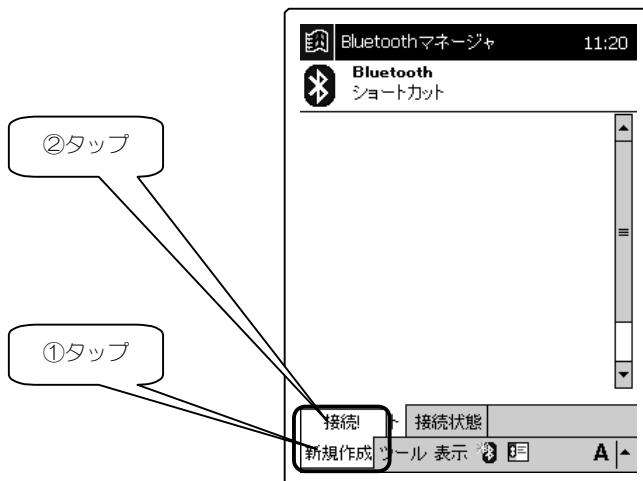 Bluetoothマネージャ 11:20
Bluetooth
ショートカット
②タップ
①タップ
接続! ト 接続状態
新規作成 ツール 表示 A